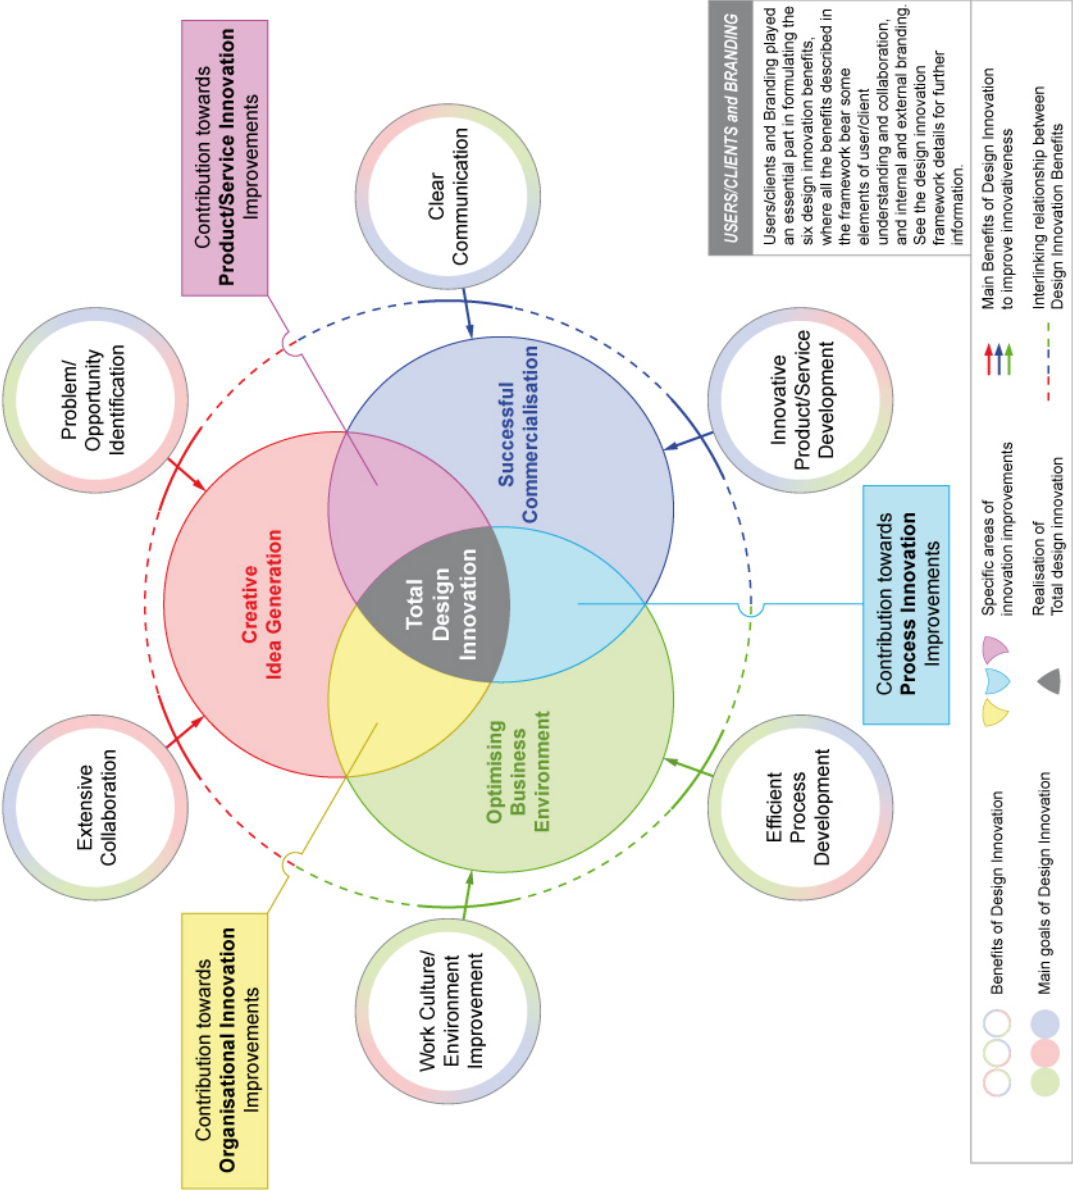 Contribution towards
Organisational Innovation
Improvements
Extensive
Collaboration
Problem/
Opportunity
Identification
Contribution towards
Product/Service Innovation
Improvements
Creative
Idea Generation
Work Culture/
Environment
Improvement
Optimising
Business
Environment
Total
Design
Innovation
Successful
Commercialisation
Clear
Communication
Efficient
Process
Development
Contribution towards
Process Innovation
Improvements
Innovative
Product/Service
Development
USERS/CLIENTS and BRANDING
Users/clients and Branding played
an essential part in formulating the
six design innovation benefits,
where all the benefits described in
the framework bear some
elements of user/client
understanding and collaboration,
and internal and external branding.
See the design innovation
framework details for further
information.
Benefits of Design Innovation
Main goals of Design Innovation
Specific areas of
innovation improvements
Realisation of
Total design innovation
Main Benefits of Design Innovation
to improve innovativeness
Interlinking relationship between
Design Innovation Benefits